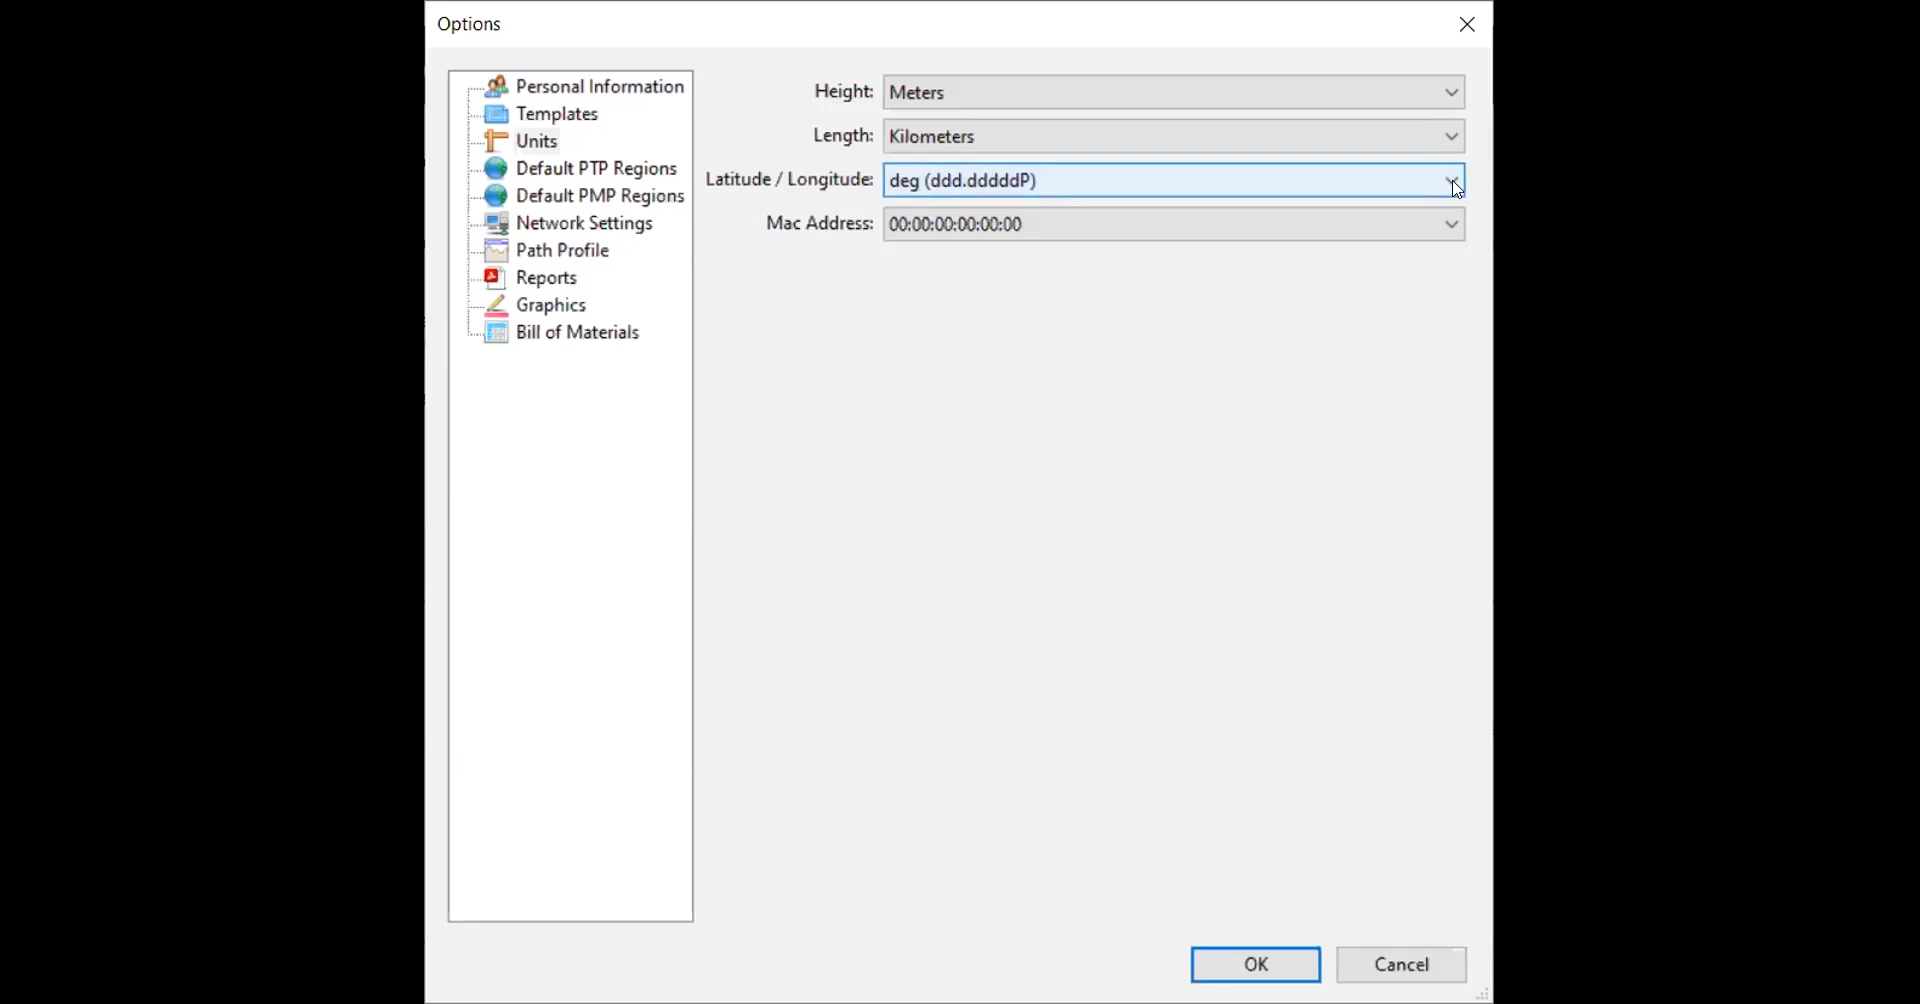 Options
Personal Information
Templates
Units
Default PTP Regions
Default PMP Regions
Network Settings
Path Profile
Reports
Graphics
Bill of Materials
Height: Meters
Length: Kilometers
Latitude / Longitude: deg (ddd.dddddP)
Mac Address: 00:00:00:00:00:00
OK Cancel